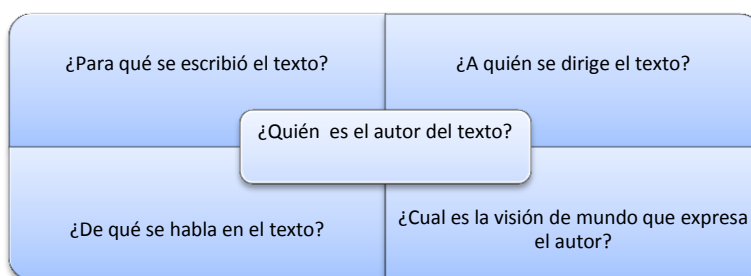 ¿Para qué se escribió el texto?
¿A quién se dirige el texto?
¿Quién es el autor del texto?
¿De qué se habla en el texto?
¿Cual es la visión de mundo que expresa
el autor?